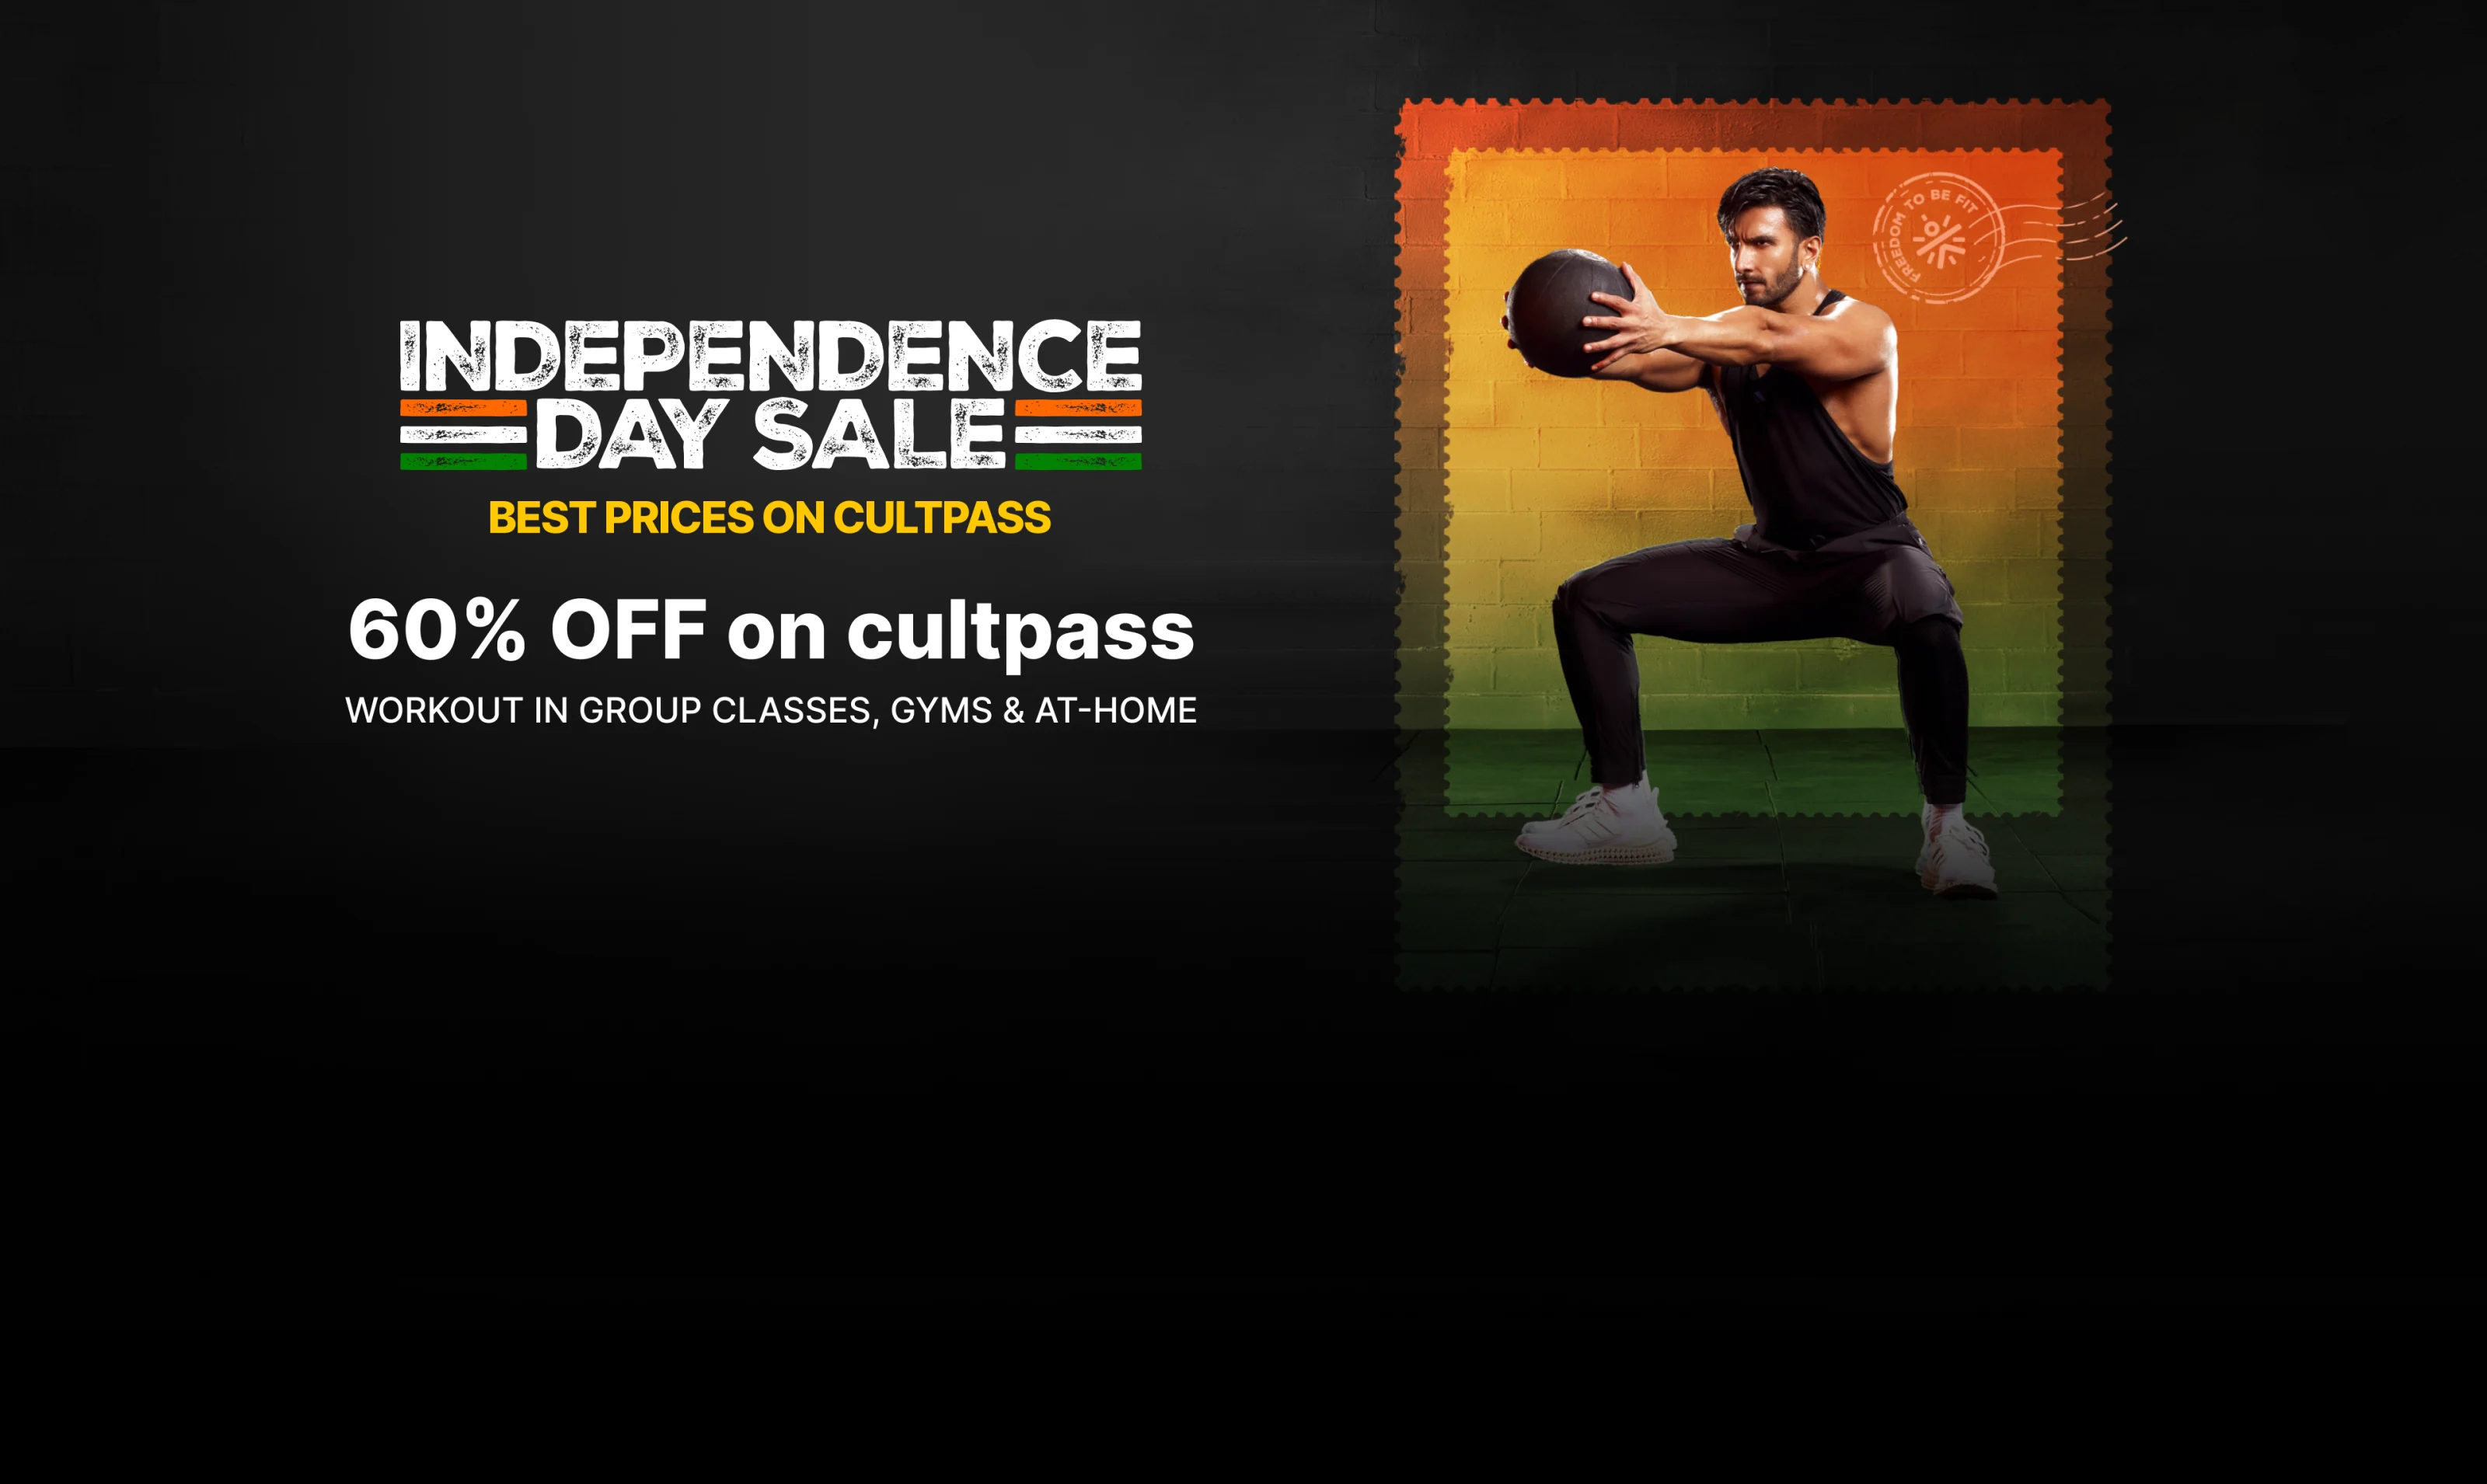 INDEPENDENCE
DAY SALE
BEST PRICES ON CULTPASS
60% OFF on cultpass
WORKOUT IN GROUP CLASSES, GYMS & AT-HOME
FREEDOM TO BE FIT